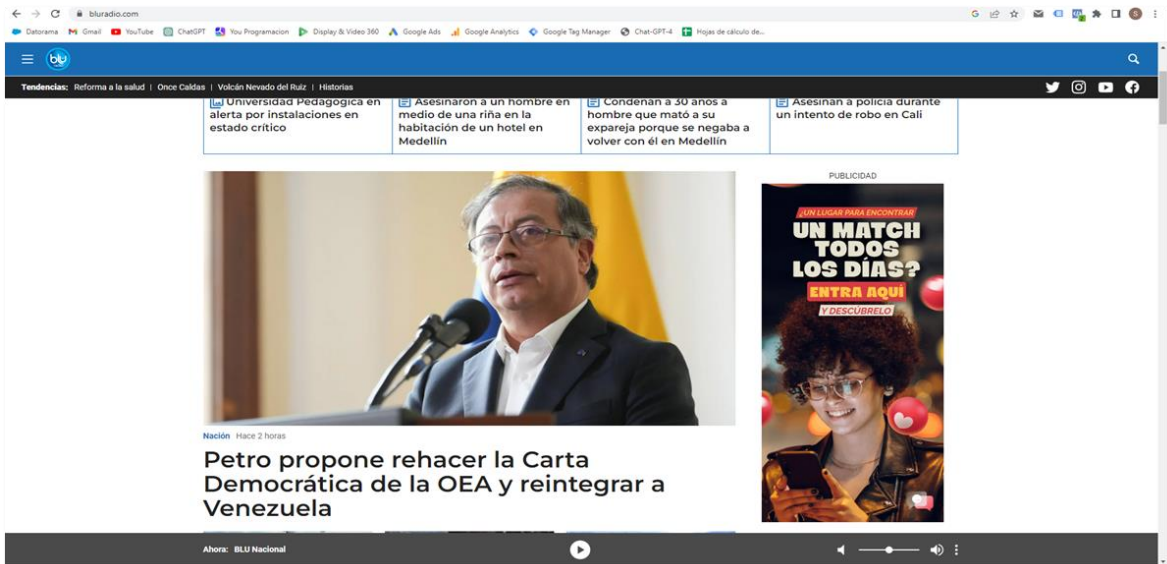 bluradio.com
Datorama
Gmail
YouTube
ChatGPT
You Programacion
Display & Video 360
Google Ads
Google Analytics
Google Tag Manager
Chat-GPT-4
Hojas de cálculo de...
blu
Tendencias: Reforma a la salud | Once Caldas | Volcán Nevado del Ruiz | Historias
Universidad Pedagógica en
alerta por instalaciones en
estado crítico
Asesinaron a un hombre en
medio de una riña en la
habitación de un hotel en
Medellín
Condenan a 30 años a
hombre que mató a su
expareja porque se negaba a
volver con él en Medellín
Asesinan a policía durante
un intento de robo en Cali
PUBLICIDAD
¿UN LUGAR PARA ENCONTRAR
UN MATCH
TODOS
LOS DÍAS?
ENTRA AQUÍ
Y DESCÚBRELO
Nación Hace 2 horas
Petro propone rehacer la Carta
Democrática de la OEA y reintegrar a
Venezuela
Ahora: BLU Nacional